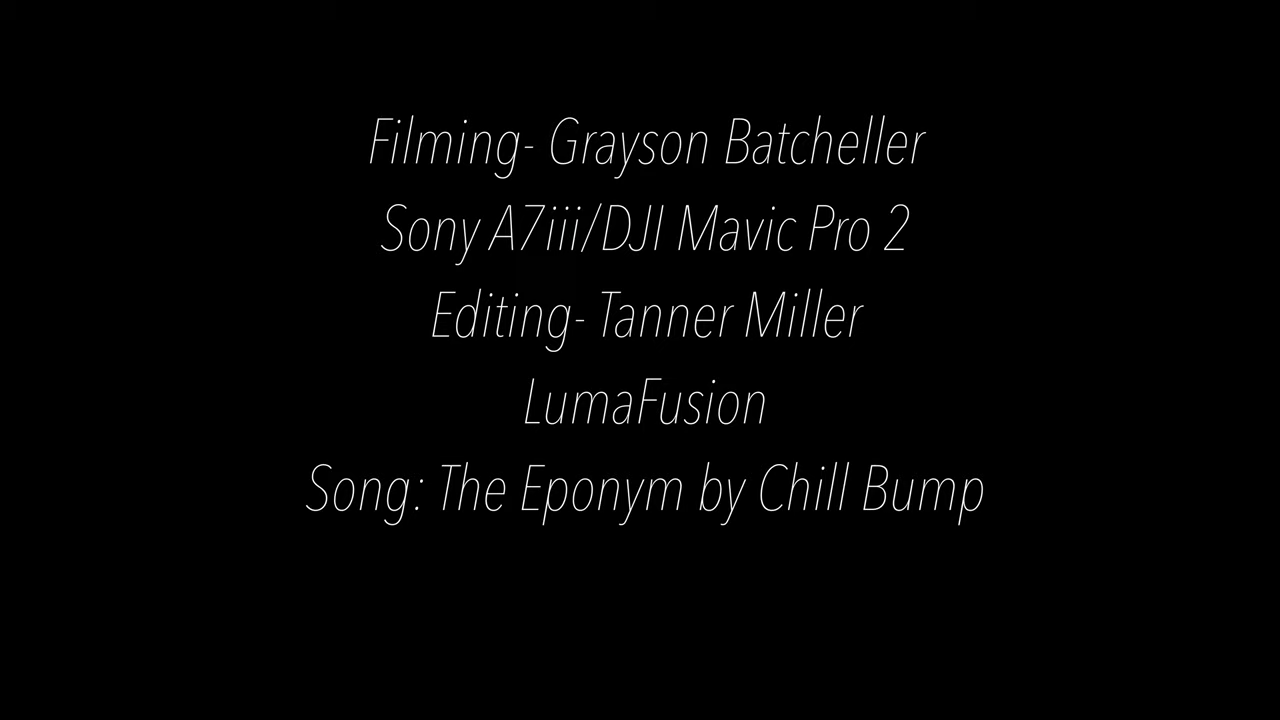 Filming- Grayson Batcheller
Sony A7iii/DJI Mavic Pro 2
Editing- Tanner Miller
LumaFusion
Song: The Eponym by Chill Bump